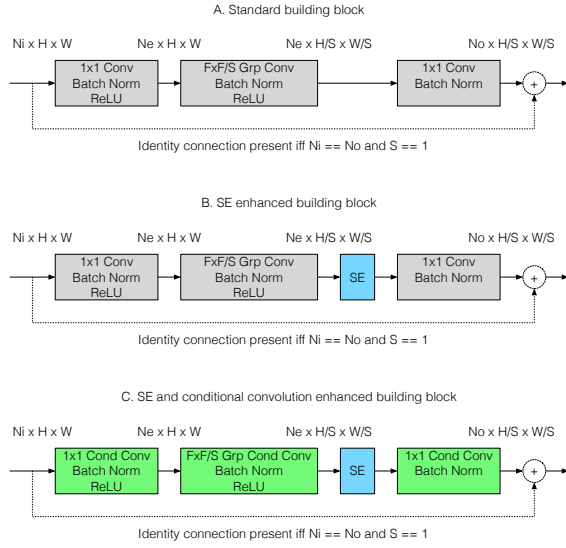 A. Standard building block
Ni x H x W
Ne x H x W
Ne x H/S x W/S
No x H/S x W/S
1x1 Conv
Batch Norm
ReLU
FxF/S Grp Conv
Batch Norm
ReLU
1x1 Conv
Batch Norm
+
Identity connection present iff Ni == No and S == 1
B. SE enhanced building block
Ni x H x W
Ne x H x W
Ne x H/S x W/S
No x H/S x W/S
1x1 Conv
Batch Norm
ReLU
FxF/S Grp Conv
Batch Norm
ReLU
SE
1x1 Conv
Batch Norm
+
Identity connection present iff Ni == No and S == 1
C. SE and conditional convolution enhanced building block
Ni x H x W
Ne x H x W
Ne x H/S x W/S
No x H/S x W/S
1x1 Cond Conv
Batch Norm
ReLU
FxF/S Grp Cond Conv
Batch Norm
ReLU
SE
1x1 Cond Conv
Batch Norm
+
Identity connection present iff Ni == No and S == 1